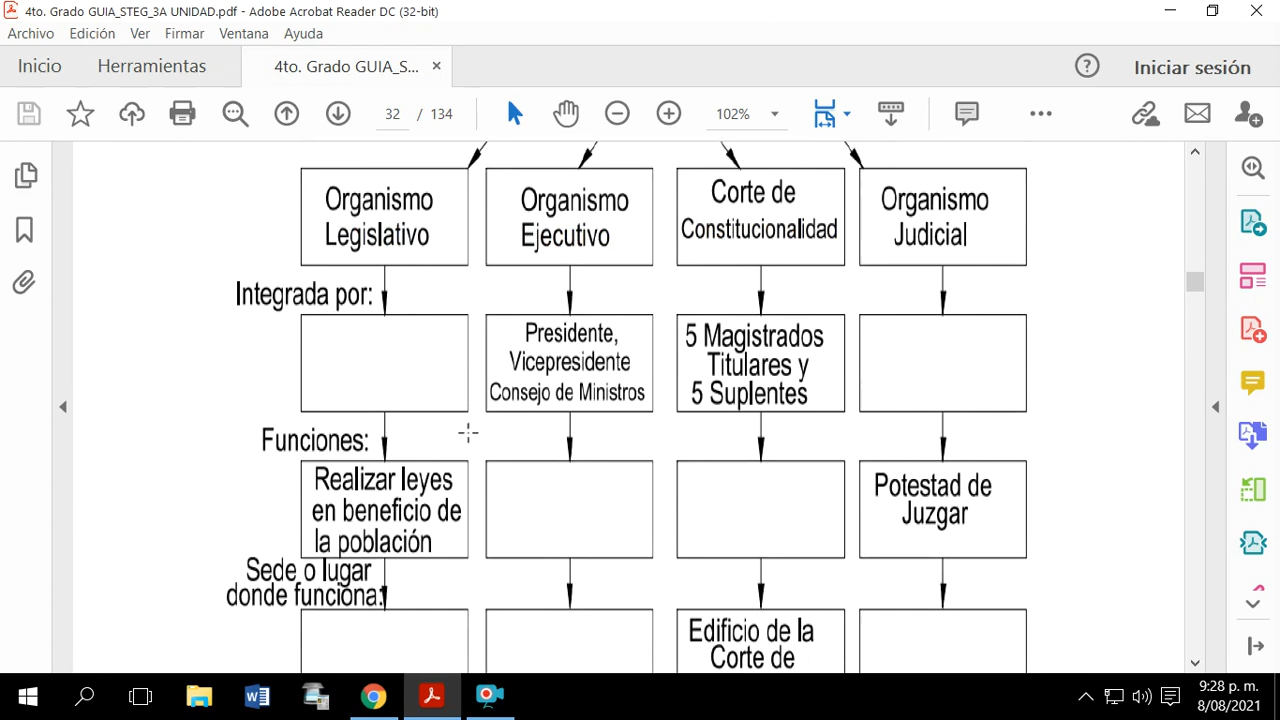 4to. Grado GUIA_STEG_3A UNIDAD.pdf - Adobe Acrobat Reader DC (32-bit)
Archivo Edición Ver Firmar Ventana Ayuda
Inicio Herramientas 4to. Grado GUIA_S... × Iniciar sesión
32 / 134 102%
Organismo
Legislativo
Organismo
Ejecutivo
Corte de
Constitucionalidad
Organismo
Judicial
Integrada por:
Presidente,
Vicepresidente
Consejo de Ministros
5 Magistrados
Titulares y
5 Suplentes
Funciones:
Realizar leyes
en beneficio de
la población
Potestad de
Juzgar
Sede o lugar
donde funciona:
Edificio de la
Corte de
9:28 p. m.
8/08/2021